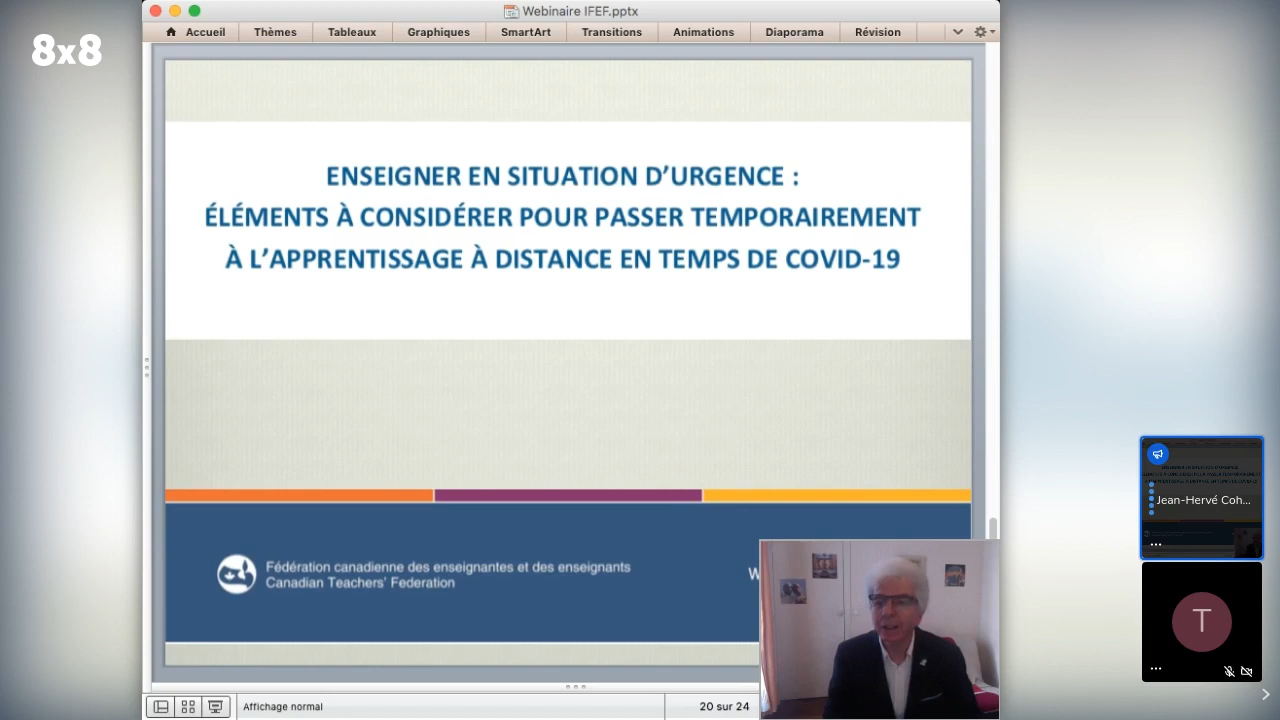 Webinaire IFEF.pptx
8x8
Accueil
Thèmes
Tableaux
Graphiques
SmartArt
Transitions
Animations
Diaporama
Révision
ENSEIGNER EN SITUATION D’URGENCE :
ÉLÉMENTS À CONSIDÉRER POUR PASSER TEMPORAIREMENT
À L’APPRENTISSAGE À DISTANCE EN TEMPS DE COVID-19
Jean-Hervé Coh...
Fédération canadienne des enseignantes et des enseignants
Canadian Teachers’ Federation
W
T
Affichage normal
20 sur 24